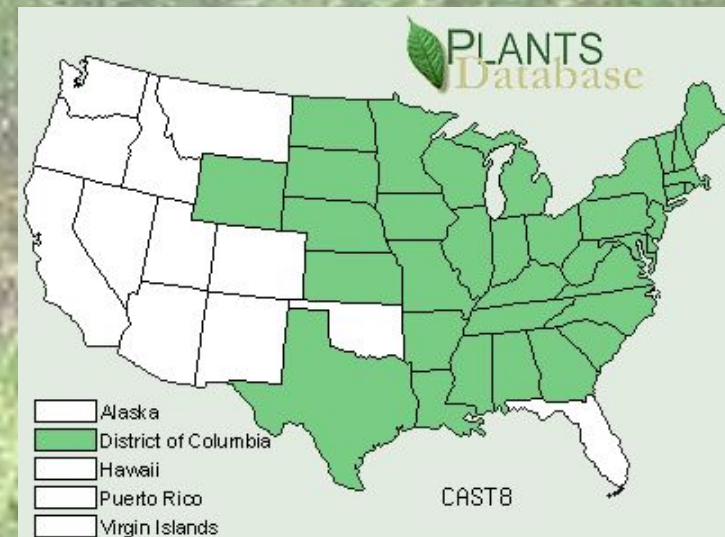 PLANTS
Database
Alaska
District of Columbia
Hawaii
Puerto Rico
Virgin Islands
CAST8